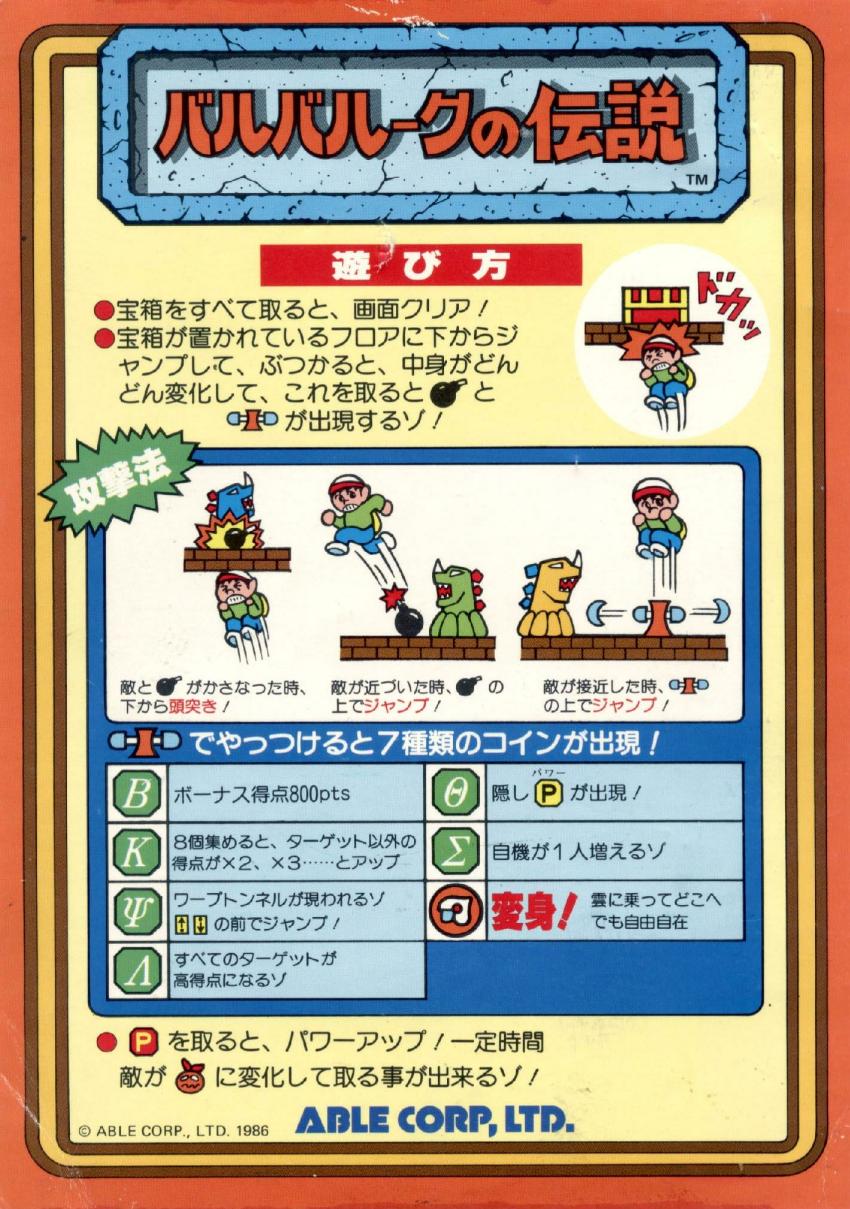 バルバルークの伝説
TM
遊び方
●宝箱をすべて取ると、画面クリア！
●宝箱が置かれているフロアに下からジ
ャンプして、ぶつかると、中身がどん
どん変化して、これを取ると と
が出現するゾ！
ドカッ
攻撃法
敵と がかさなった時、
下から頭突き！
敵が近づいた時、 の
上でジャンプ！
敵が接近した時、
の上でジャンプ！
でやっつけると7種類のコインが出現！
B ボーナス得点800pts
K 8個集めると、ターゲット以外の
得点が×2、×3……とアップ
Ψ ワープトンネルが現われるゾ
の前でジャンプ！
Λ すべてのターゲットが
高得点になるゾ
パワー
Θ 隠し P が出現！
Σ 自機が1人増えるゾ
変身！ 雲に乗ってどこへ
でも自由自在
● P を取ると、パワーアップ！一定時間
敵が に変化して取る事が出来るゾ！
© ABLE CORP., LTD. 1986
ABLE CORP, LTD.